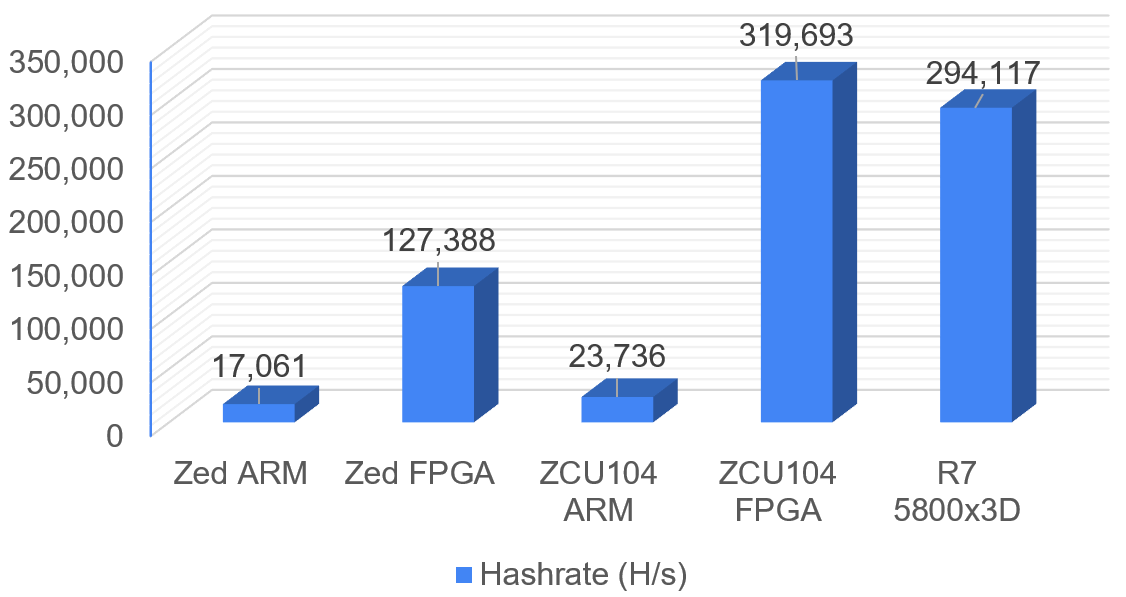 319,693
294,117
350,000
300,000
250,000
200,000
127,388
150,000
100,000
17,061
23,736
50,000
0
Zed ARM
Zed FPGA
ZCU104
ARM
ZCU104
FPGA
R7
5800x3D
Hashrate (H/s)